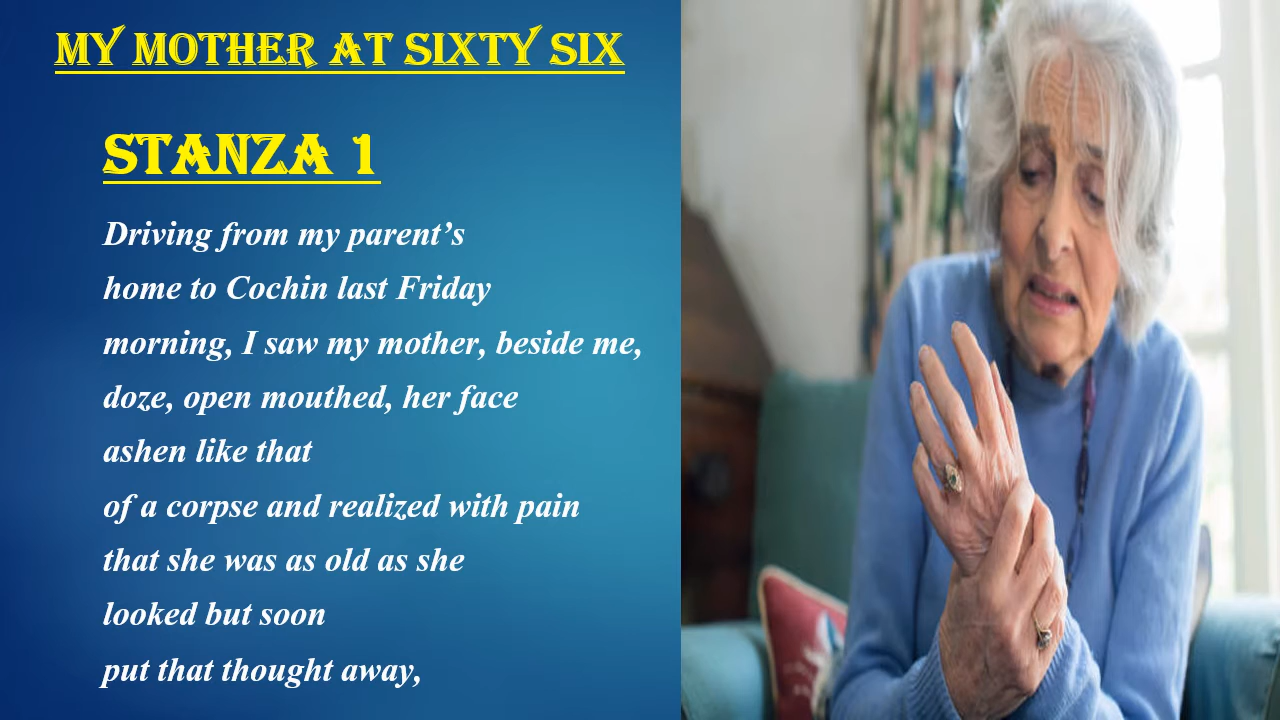 MY MOTHER AT SIXTY SIX
STANZA 1
Driving from my parent’s
home to Cochin last Friday
morning, I saw my mother, beside me,
doze, open mouthed, her face
ashen like that
of a corpse and realized with pain
that she was as old as she
looked but soon
put that thought away,